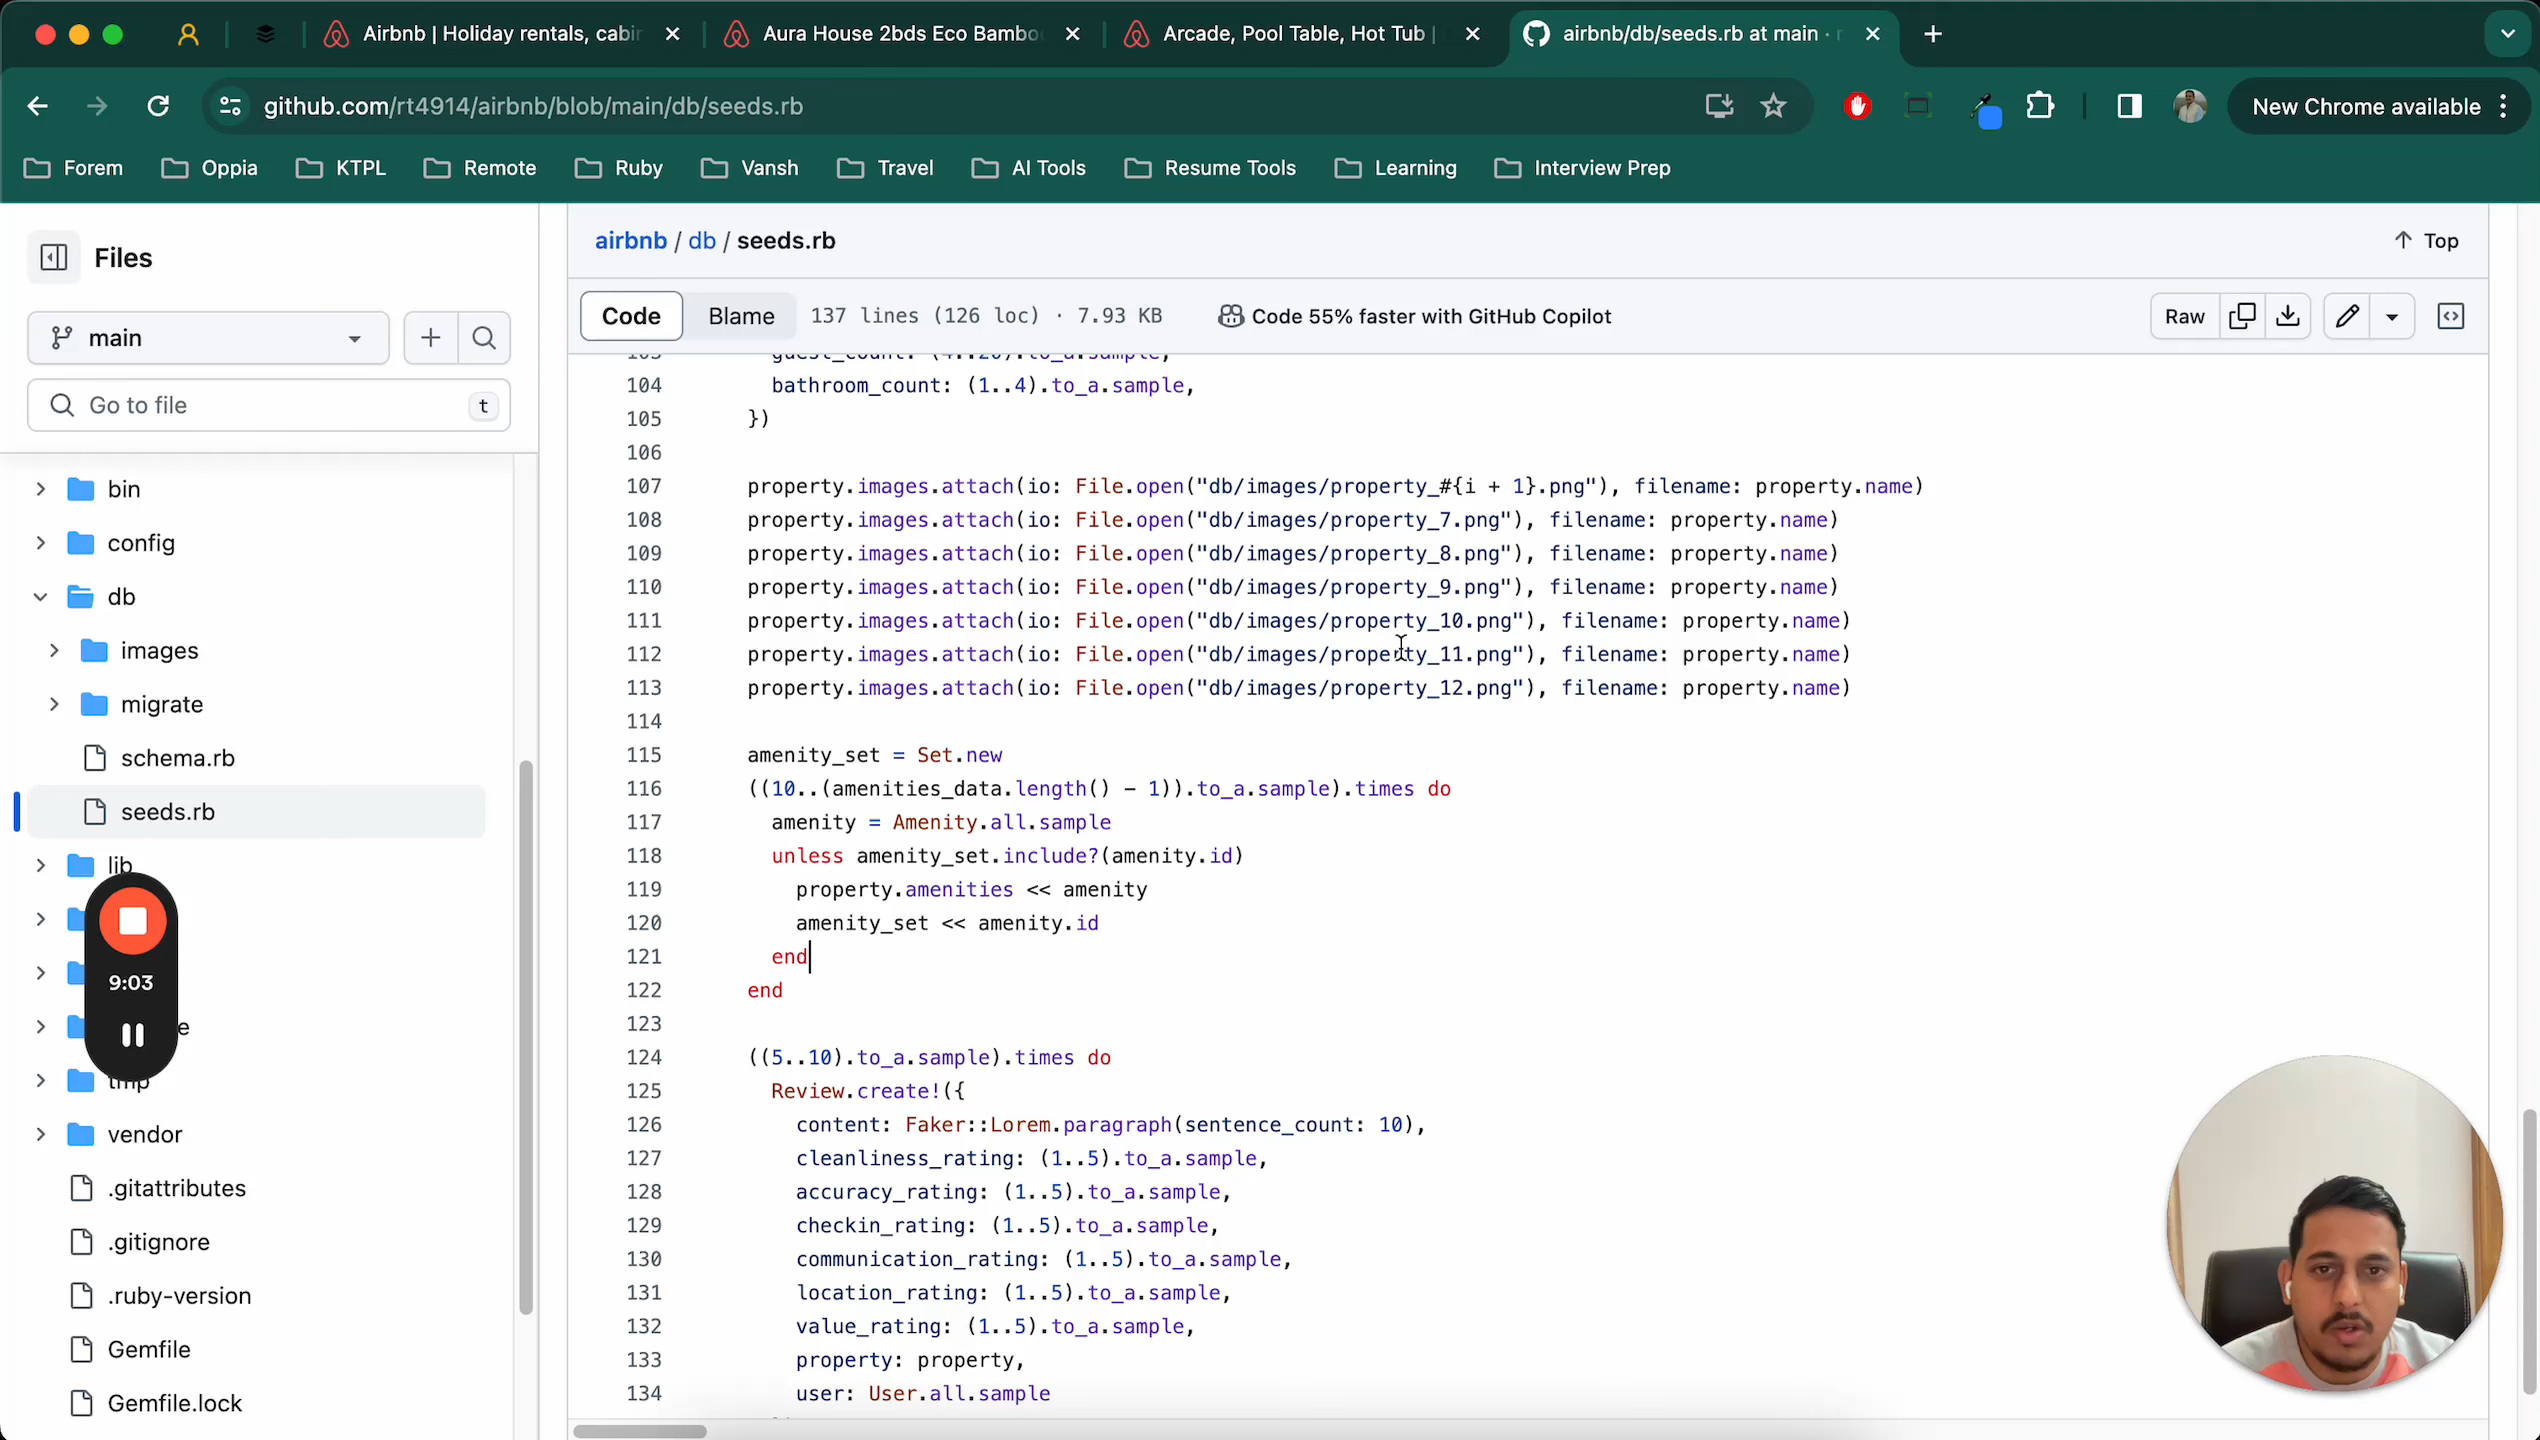 Airbnb | Holiday rentals, cabin
Aura House 2bds Eco Bamboo
Arcade, Pool Table, Hot Tub |
airbnb/db/seeds.rb at main ·
github.com/rt4914/airbnb/blob/main/db/seeds.rb
New Chrome available
Forem
Oppia
KTPL
Remote
Ruby
Vansh
Travel
AI Tools
Resume Tools
Learning
Interview Prep
Files
main
Go to file
t
bin
config
db
images
migrate
schema.rb
seeds.rb
lib
e
tmp
vendor
.gitattributes
.gitignore
.ruby-version
Gemfile
Gemfile.lock
9:03
airbnb / db / seeds.rb
Top
Code
Blame
137 lines (126 loc) · 7.93 KB
Code 55% faster with GitHub Copilot
Raw
103 guest_count: (4..20).to_a.sample,
104 bathroom_count: (1..4).to_a.sample,
105 })
106
107 property.images.attach(io: File.open("db/images/property_#{i + 1}.png"), filename: property.name)
108 property.images.attach(io: File.open("db/images/property_7.png"), filename: property.name)
109 property.images.attach(io: File.open("db/images/property_8.png"), filename: property.name)
110 property.images.attach(io: File.open("db/images/property_9.png"), filename: property.name)
111 property.images.attach(io: File.open("db/images/property_10.png"), filename: property.name)
112 property.images.attach(io: File.open("db/images/property_11.png"), filename: property.name)
113 property.images.attach(io: File.open("db/images/property_12.png"), filename: property.name)
114
115 amenity_set = Set.new
116 ((10..(amenities_data.length() - 1)).to_a.sample).times do
117 amenity = Amenity.all.sample
118 unless amenity_set.include?(amenity.id)
119 property.amenities << amenity
120 amenity_set << amenity.id
121 end
122 end
123
124 ((5..10).to_a.sample).times do
125 Review.create!({
126 content: Faker::Lorem.paragraph(sentence_count: 10),
127 cleanliness_rating: (1..5).to_a.sample,
128 accuracy_rating: (1..5).to_a.sample,
129 checkin_rating: (1..5).to_a.sample,
130 communication_rating: (1..5).to_a.sample,
131 location_rating: (1..5).to_a.sample,
132 value_rating: (1..5).to_a.sample,
133 property: property,
134 user: User.all.sample